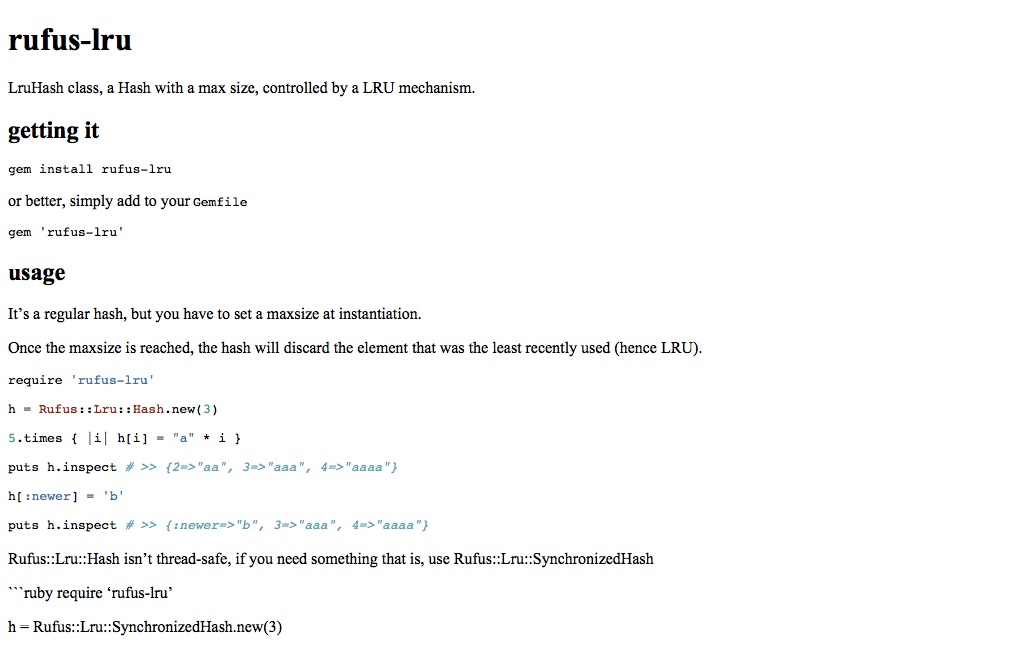 rufus-lru
LruHash class, a Hash with a max size, controlled by a LRU mechanism.
getting it
gem install rufus-lru
or better, simply add to your Gemfile
gem 'rufus-lru'
usage
It’s a regular hash, but you have to set a maxsize at instantiation.
Once the maxsize is reached, the hash will discard the element that was the least recently used (hence LRU).
require 'rufus-lru'
h = Rufus::Lru::Hash.new(3)
5.times { |i| h[i] = "a" * i }
puts h.inspect # >> {2=>"aa", 3=>"aaa", 4=>"aaaa"}
h[:newer] = 'b'
puts h.inspect # >> {:newer=>"b", 3=>"aaa", 4=>"aaaa"}
Rufus::Lru::Hash isn’t thread-safe, if you need something that is, use Rufus::Lru::SynchronizedHash
```ruby require ‘rufus-lru’
h = Rufus::Lru::SynchronizedHash.new(3)